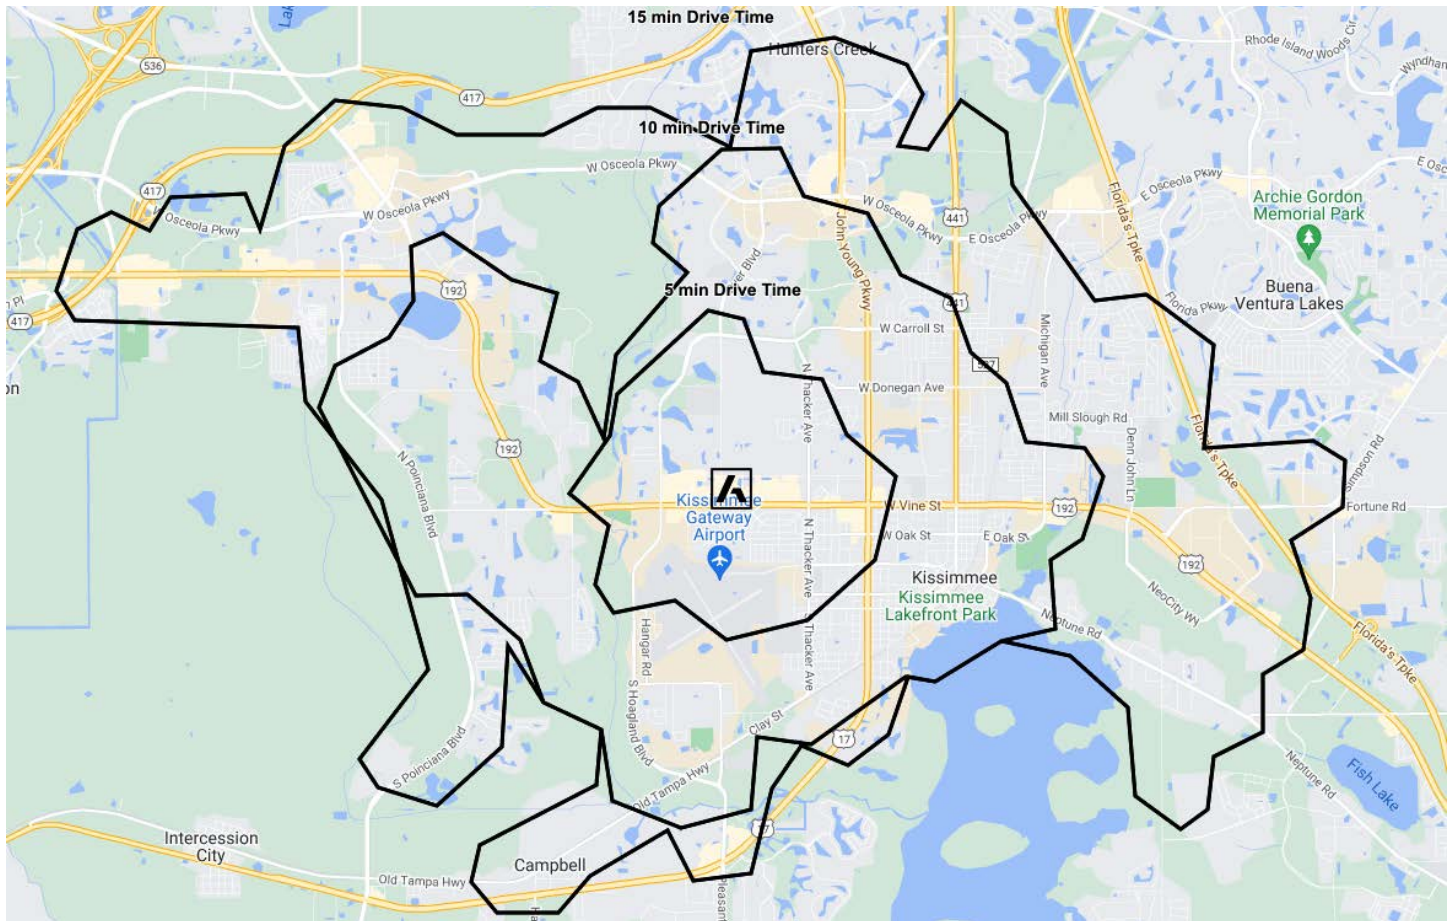 15 min Drive Time
Hunters Creek
Rhode Island Woods Cir
Wyndham
536
417
10 min Drive Time
W Osceola Pkwy
E Osceola Pkwy
417
W Osceola Pkwy
W Osceola Pkwy
W Osceola Pkwy
441
E Osceola Pkwy
Florida's Tpke
Archie Gordon
Memorial Park
John Young Pkwy
5 min Drive Time
192
441
Buena
Ventura Lakes
Florida Pkwy
417
W Carroll St
Michigan Ave
527
W Donegan Ave
N Thacker Ave
Mill Slough Rd
Denn John Ln
Florida's Tpke
Simpson Rd
192
N Poinciana Blvd
Kissimmee
Gateway
Airport
W Vine St
192
Fortune Rd
N Thacker Ave
W Oak St
E Oak St
192
Kissimmee
Kissimmee
Lakefront Park
NeoCity Wy
Neptune Rd
Hangar Rd
S Thacker Ave
Florida's Tpke
S Hoagland Blvd
Clay St
17
S Poinciana Blvd
Old Tampa Hwy
Neptune Rd
Fish Lake
17
Intercession
City
Campbell
Old Tampa Hwy